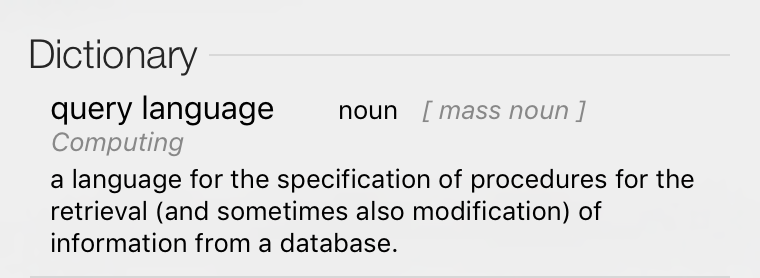 Dictionary
query language noun [ mass noun ]
Computing
a language for the specification of procedures for the
retrieval (and sometimes also modification) of
information from a database.